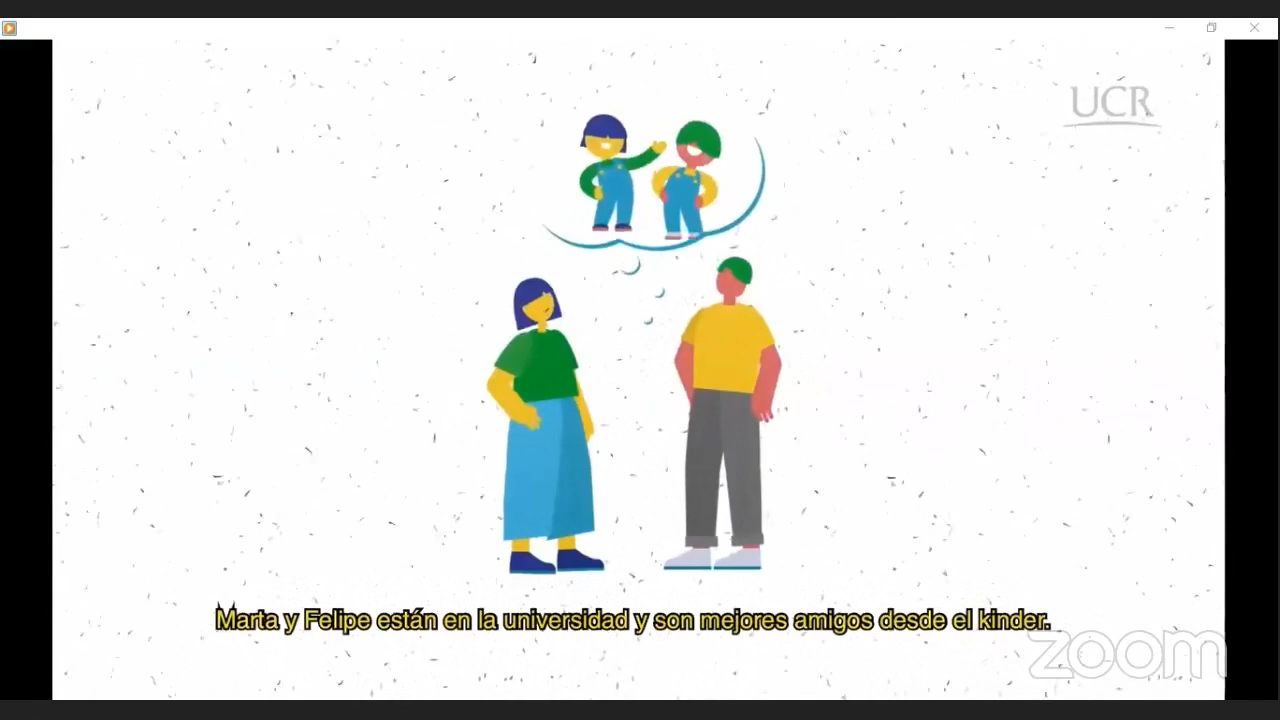 UCR
Marta y Felipe están en la universidad y son mejores amigos desde el kinder.
zoom